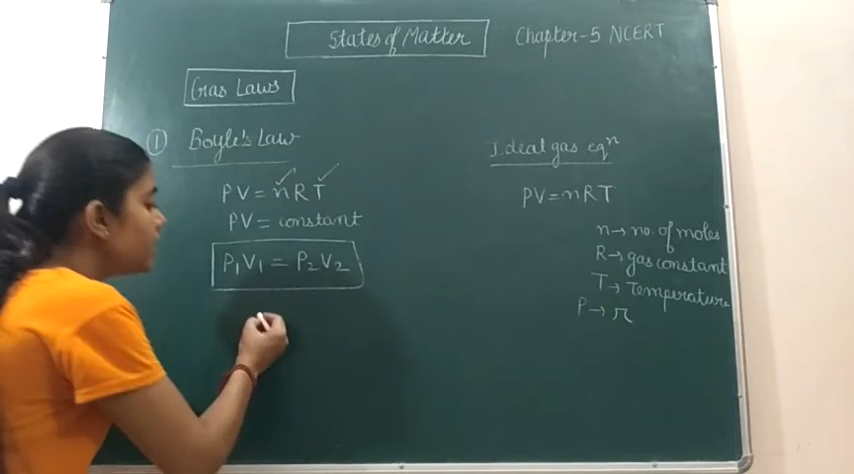 States of Matter
Chapter-5 NCERT
Gas Laws
① Boyle's Law
PV = nRT
PV = constant
P₁V₁ = P₂V₂
Ideal gas eqⁿ
PV = nRT
n → no. of moles
R → gas constant
T → Temperature
P →